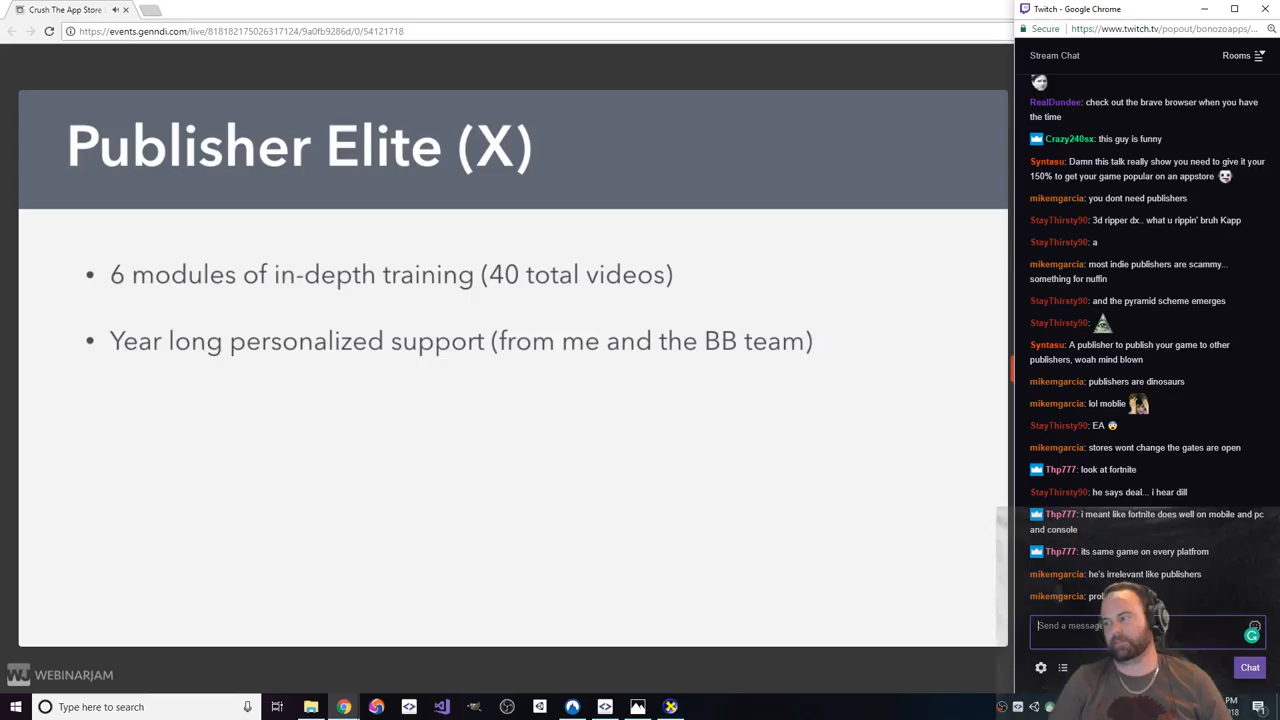 Crush The App Store
Twitch - Google Chrome
https://events.genndi.com/live/818182175026317124/9a0fb9286d/0/54121718
Secure https://www.twitch.tv/popout/bonozoapps/...
Stream Chat
Rooms
Publisher Elite (X)
• 6 modules of in-depth training (40 total videos)
• Year long personalized support (from me and the BB team)
WJ WEBINARJAM
RealDundee: check out the brave browser when you have
the time
Crazy240sx: this guy is funny
Syntasu: Damn this talk really show you need to give it your
150% to get your game popular on an appstore
mikemgarcia: you dont need publishers
StayThirsty90: 3d ripper dx.. what u rippin' bruh Kapp
StayThirsty90: a
mikemgarcia: most indie publishers are scammy...
something for nuffin
StayThirsty90: and the pyramid scheme emerges
StayThirsty90:
Syntasu: A publisher to publish your game to other
publishers, woah mind blown
mikemgarcia: publishers are dinosaurs
mikemgarcia: lol moblie
StayThirsty90: EA
mikemgarcia: stores wont change the gates are open
Thp777: look at fortnite
StayThirsty90: he says deal... i hear dill
Thp777: i meant like fortnite does well on mobile and pc
and console
Thp777: its same game on every platfrom
mikemgarcia: he's irrelevant like publishers
mikemgarcia:
Send a message
Chat
Type here to search
PM